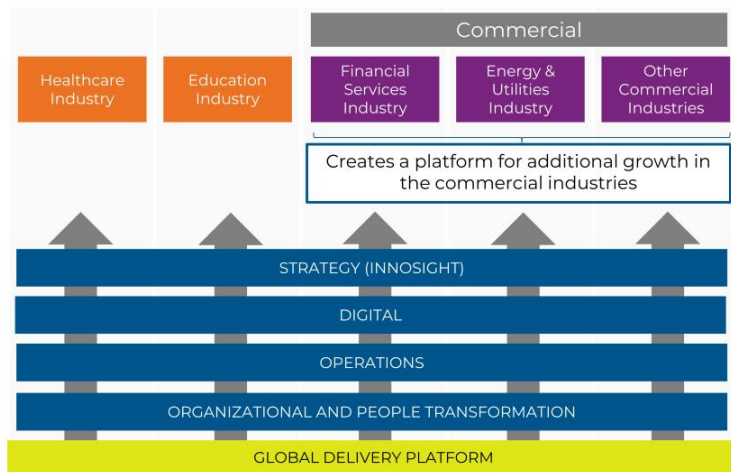 Commercial
Healthcare
Industry
Education
Industry
Financial
Services
Industry
Energy &
Utilities
Industry
Other
Commercial
Industries
Creates a platform for additional growth in
the commercial industries
STRATEGY (INNOSIGHT)
DIGITAL
OPERATIONS
ORGANIZATIONAL AND PEOPLE TRANSFORMATION
GLOBAL DELIVERY PLATFORM